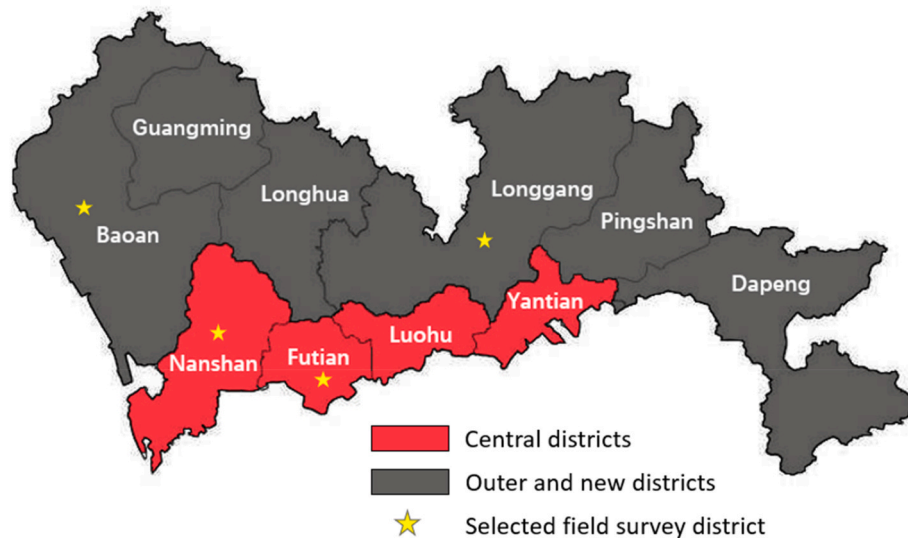 Guangming
Longhua
Longgang
Baoan
Pingshan
Dapeng
Yantian
Luohu
Nanshan
Futian
Central districts
Outer and new districts
Selected field survey district